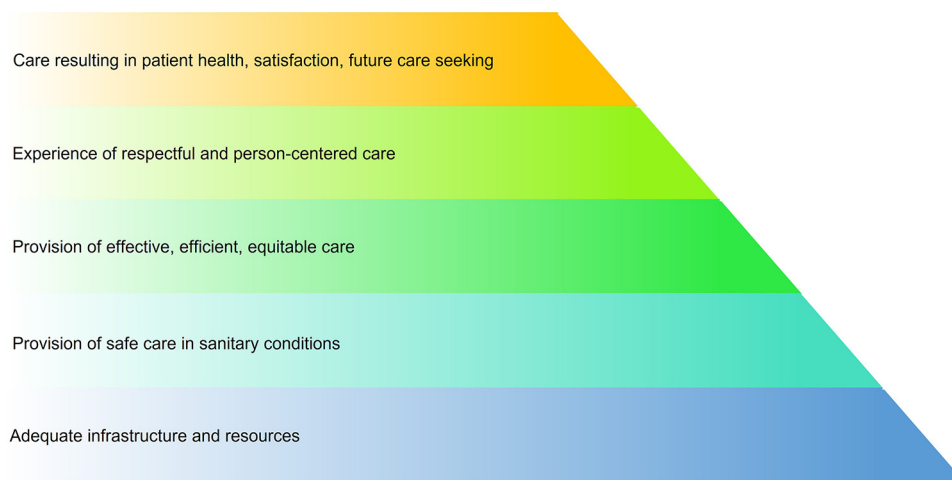 Care resulting in patient health, satisfaction, future care seeking
Experience of respectful and person-centered care
Provision of effective, efficient, equitable care
Provision of safe care in sanitary conditions
Adequate infrastructure and resources